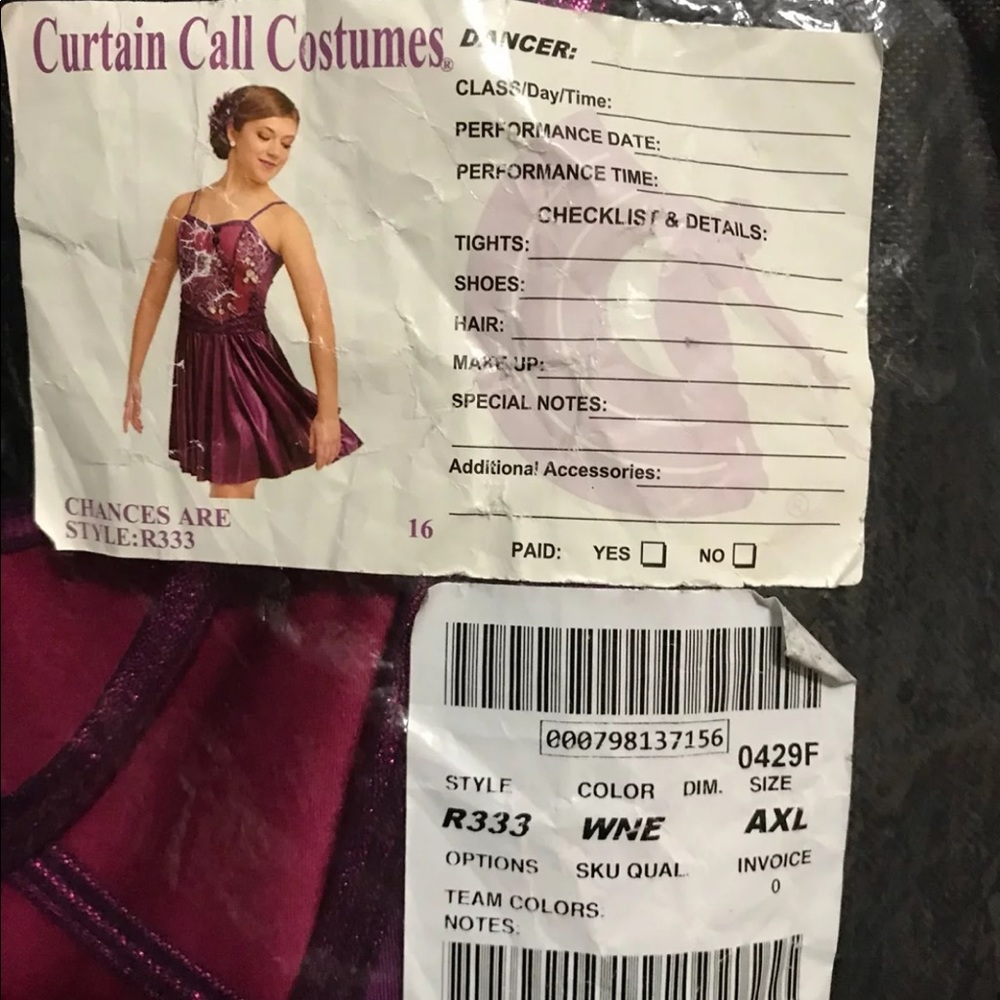 Curtain Call Costumes®
DANCER:
CLASS/Day/Time:
PERFORMANCE DATE:
PERFORMANCE TIME:
CHECKLIST & DETAILS:
TIGHTS:
SHOES:
HAIR:
MAKE UP:
SPECIAL NOTES:
Additional Accessories:
PAID: YES NO
CHANCES ARE
STYLE:R333
16
000798137156
0429F
STYLE COLOR DIM. SIZE
R333 WNE AXL
OPTIONS SKU QUAL. INVOICE
0
TEAM COLORS.
NOTES.